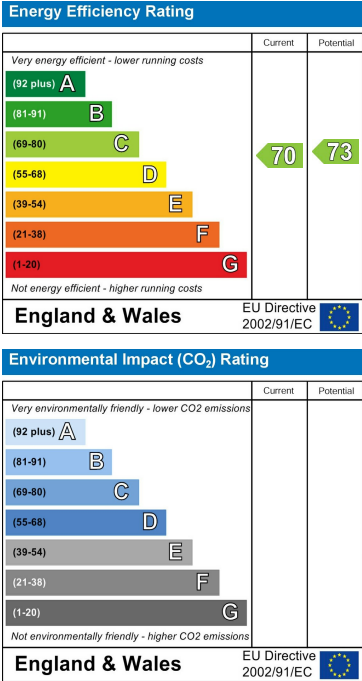 Energy Efficiency Rating
Current Potential
Very energy efficient - lower running costs
(92 plus) A
(81-91) B
(69-80) C
70 73
(55-68) D
(39-54) E
(21-38) F
(1-20) G
Not energy efficient - higher running costs
England & Wales
EU Directive
2002/91/EC
Environmental Impact (CO₂) Rating
Current Potential
Very environmentally friendly - lower CO2 emissions
(92 plus) A
(81-91) B
(69-80) C
(55-68) D
(39-54) E
(21-38) F
(1-20) G
Not environmentally friendly - higher CO2 emissions
England & Wales
EU Directive
2002/91/EC